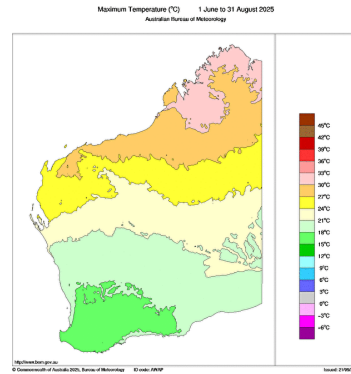 Maximum Temperature (°C) 1 June to 31 August 2025
Australian Bureau of Meteorology
45°C
42°C
39°C
36°C
33°C
30°C
27°C
24°C
21°C
18°C
15°C
12°C
9°C
6°C
3°C
0°C
-3°C
-6°C
http://www.bom.gov.au
© Commonwealth of Australia 2025, Bureau of Meteorology ID code: AWAP
Issued: